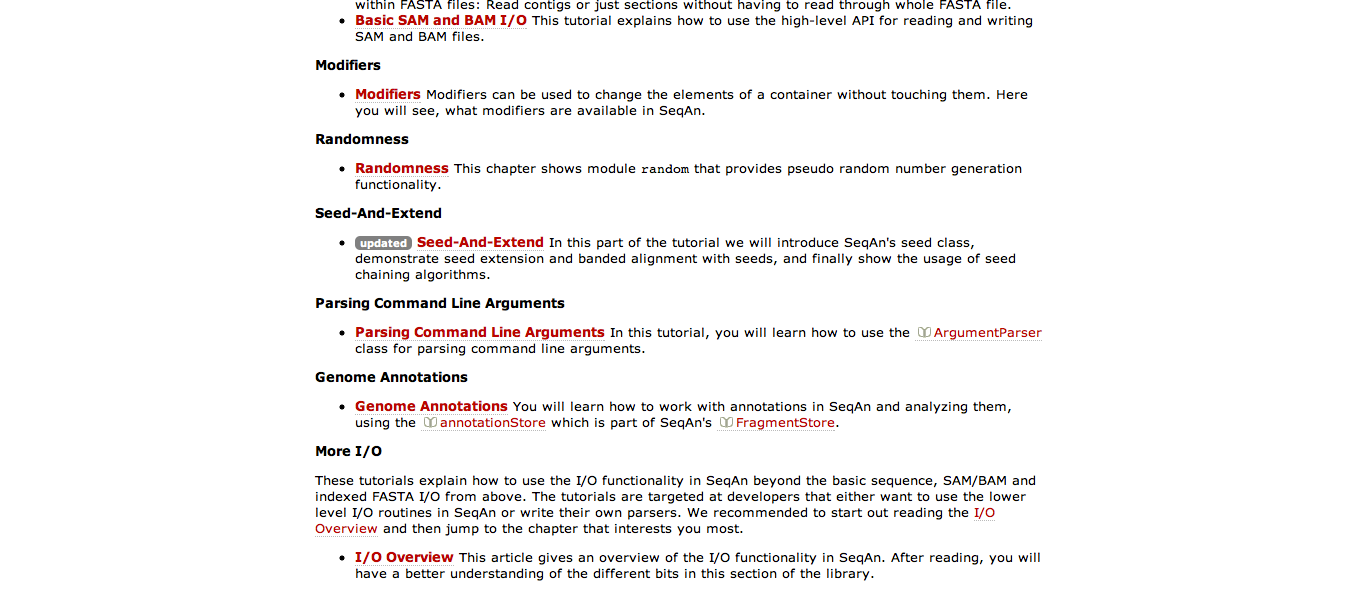 within FASTA files: Read contigs or just sections without having to read through whole FASTA file.
Basic SAM and BAM I/O This tutorial explains how to use the high-level API for reading and writing
SAM and BAM files.
Modifiers
Modifiers Modifiers can be used to change the elements of a container without touching them. Here
you will see, what modifiers are available in SeqAn.
Randomness
Randomness This chapter shows module random that provides pseudo random number generation
functionality.
Seed-And-Extend
updated Seed-And-Extend In this part of the tutorial we will introduce SeqAn's seed class,
demonstrate seed extension and banded alignment with seeds, and finally show the usage of seed
chaining algorithms.
Parsing Command Line Arguments
Parsing Command Line Arguments In this tutorial, you will learn how to use the ArgumentParser
class for parsing command line arguments.
Genome Annotations
Genome Annotations You will learn how to work with annotations in SeqAn and analyzing them,
using the annotationStore which is part of SeqAn's FragmentStore.
More I/O
These tutorials explain how to use the I/O functionality in SeqAn beyond the basic sequence, SAM/BAM and
indexed FASTA I/O from above. The tutorials are targeted at developers that either want to use the lower
level I/O routines in SeqAn or write their own parsers. We recommended to start out reading the I/O
Overview and then jump to the chapter that interests you most.
I/O Overview This article gives an overview of the I/O functionality in SeqAn. After reading, you will
have a better understanding of the different bits in this section of the library.